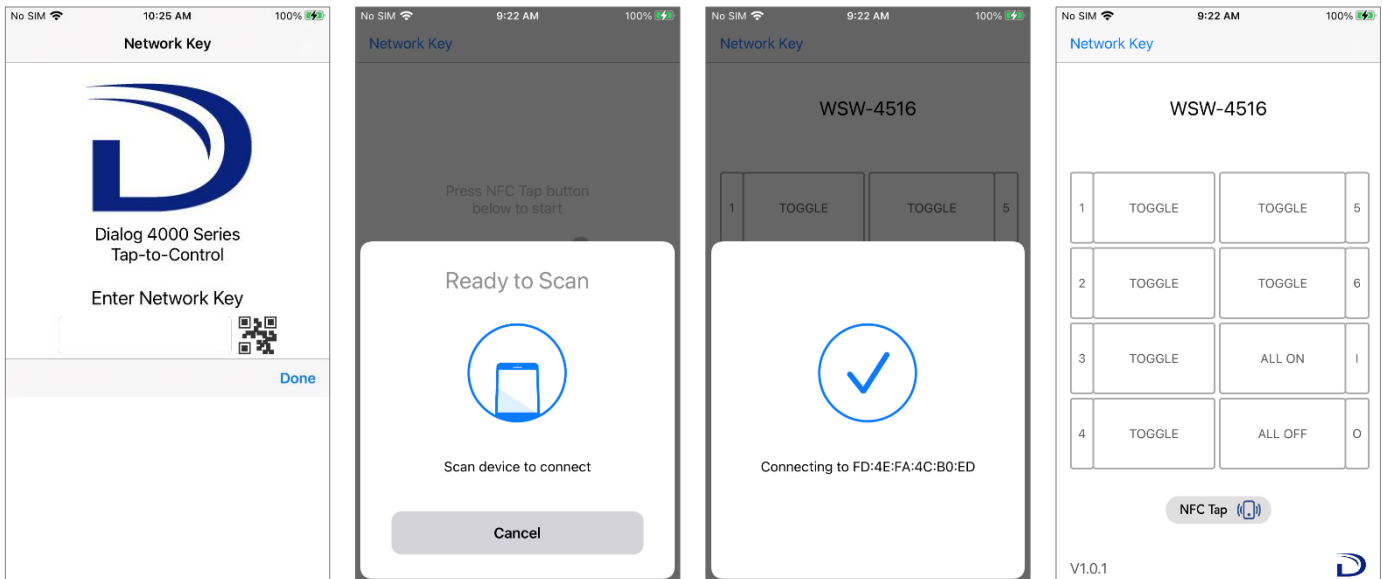 No SIM 10:25 AM 100%
Network Key
Dialog 4000 Series
Tap-to-Control
Enter Network Key
Done
No SIM 9:22 AM 100%
Network Key
Press NFC Tap button
below to start
Ready to Scan
Scan device to connect
Cancel
No SIM 9:22 AM 100%
Network Key
WSW-4516
1 TOGGLE TOGGLE 5
Connecting to FD:4E:FA:4C:B0:ED
No SIM 9:22 AM 100%
Network Key
WSW-4516
1 TOGGLE TOGGLE 5
2 TOGGLE TOGGLE 6
3 TOGGLE ALL ON I
4 TOGGLE ALL OFF O
NFC Tap
V1.0.1